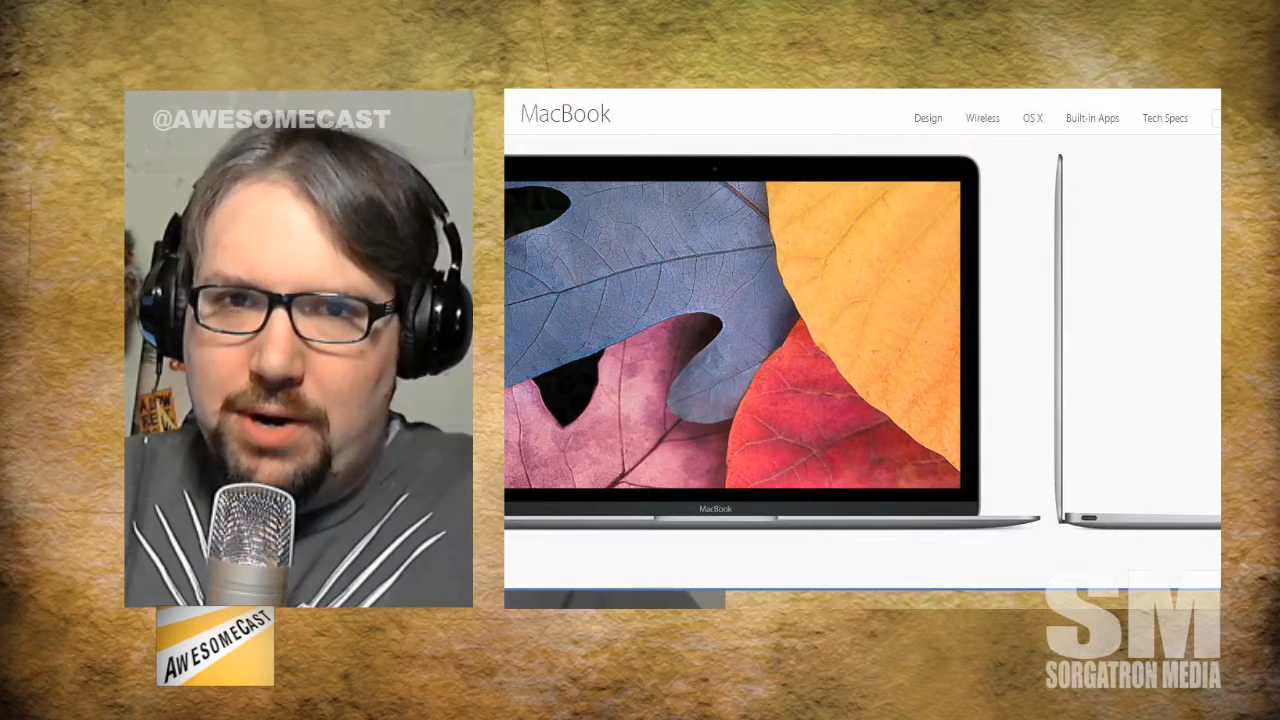 @AWESOMECAST
MacBook
Design
Wireless
OS X
Built-in Apps
Tech Specs
MacBook
AWESOMECAST
SM
SORGATRON MEDIA